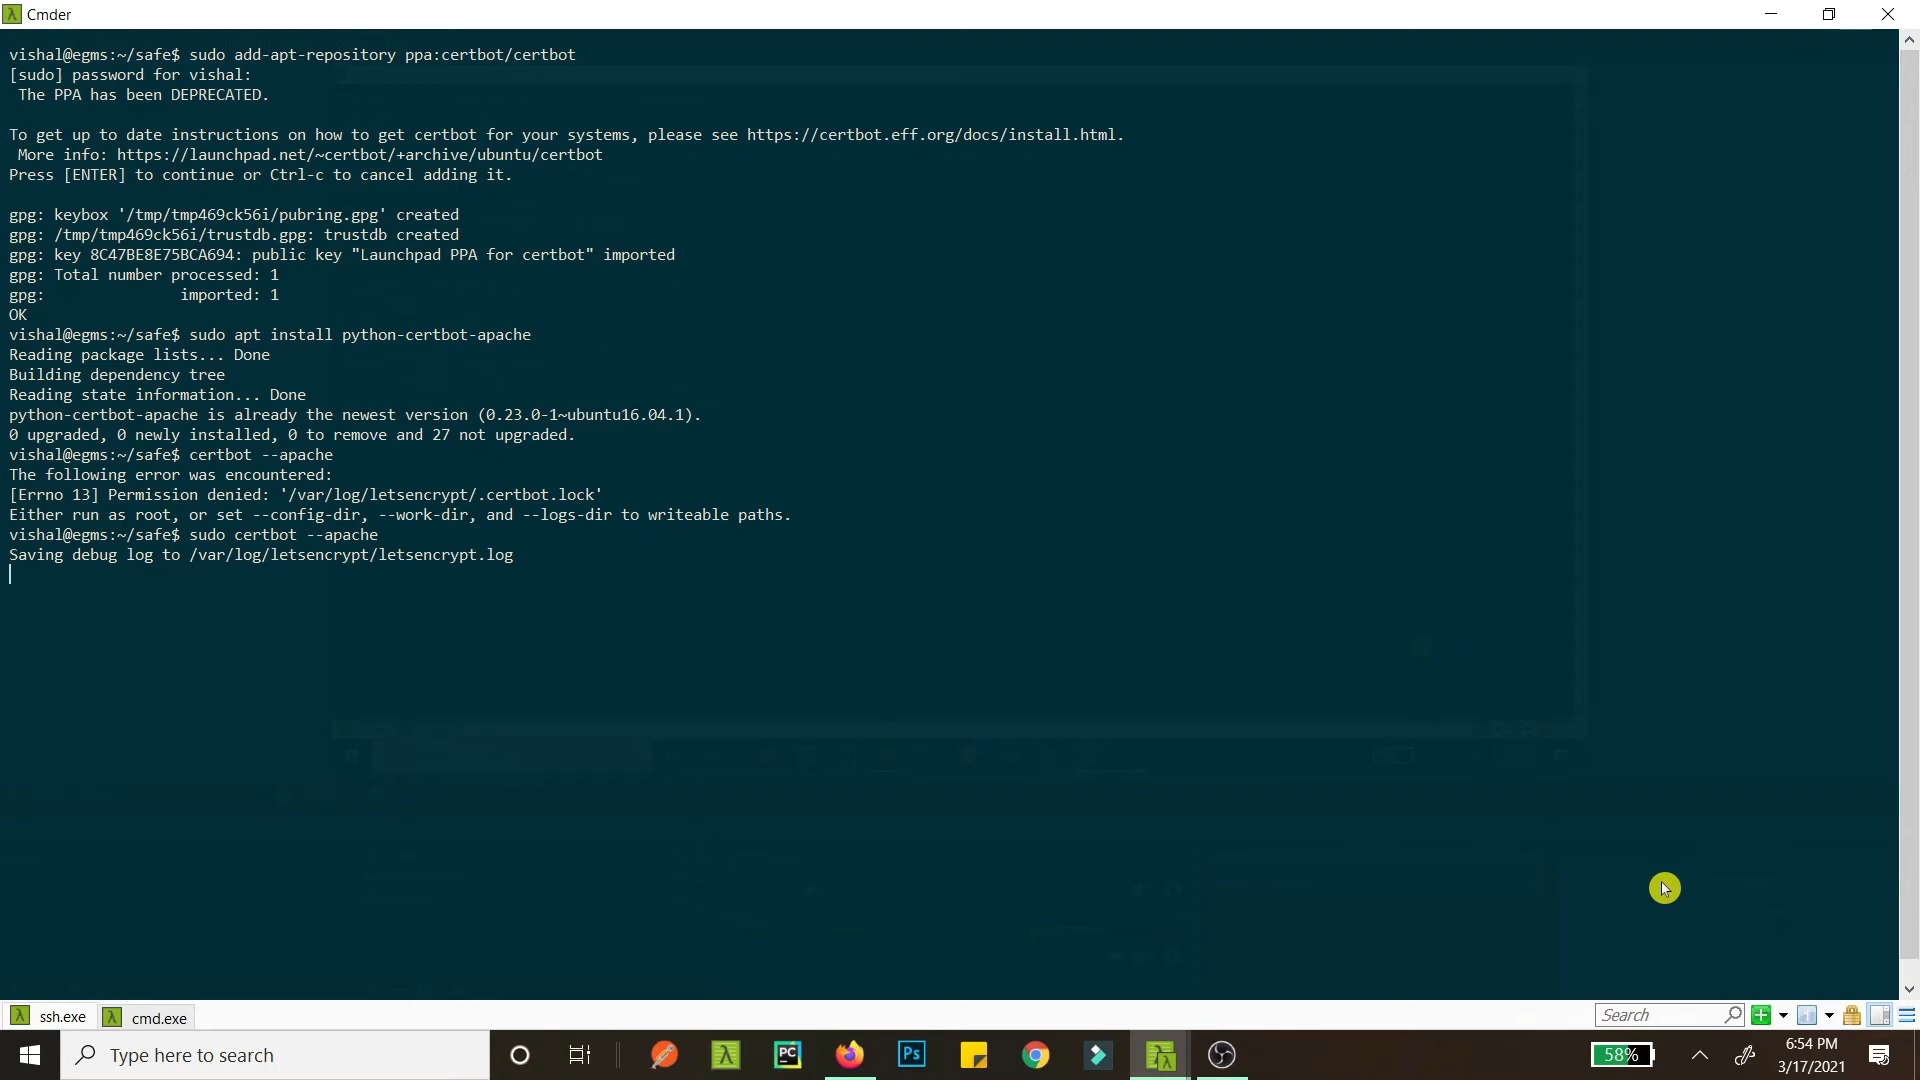 Cmder
vishal@egms:~/safe$ sudo add-apt-repository ppa:certbot/certbot
[sudo] password for vishal:
The PPA has been DEPRECATED.
To get up to date instructions on how to get certbot for your systems, please see https://certbot.eff.org/docs/install.html.
More info: https://launchpad.net/~certbot/+archive/ubuntu/certbot
Press [ENTER] to continue or Ctrl-c to cancel adding it.
gpg: keybox '/tmp/tmp469ck56i/pubring.gpg' created
gpg: /tmp/tmp469ck56i/trustdb.gpg: trustdb created
gpg: key 8C47BE8E75BCA694: public key "Launchpad PPA for certbot" imported
gpg: Total number processed: 1
gpg:               imported: 1
OK
vishal@egms:~/safe$ sudo apt install python-certbot-apache
Reading package lists... Done
Building dependency tree
Reading state information... Done
python-certbot-apache is already the newest version (0.23.0-1~ubuntu16.04.1).
0 upgraded, 0 newly installed, 0 to remove and 27 not upgraded.
vishal@egms:~/safe$ certbot --apache
The following error was encountered:
[Errno 13] Permission denied: '/var/log/letsencrypt/.certbot.lock'
Either run as root, or set --config-dir, --work-dir, and --logs-dir to writeable paths.
vishal@egms:~/safe$ sudo certbot --apache
Saving debug log to /var/log/letsencrypt/letsencrypt.log
ssh.exe
cmd.exe
Search
Type here to search
PC
Ps
58%
6:54 PM
3/17/2021